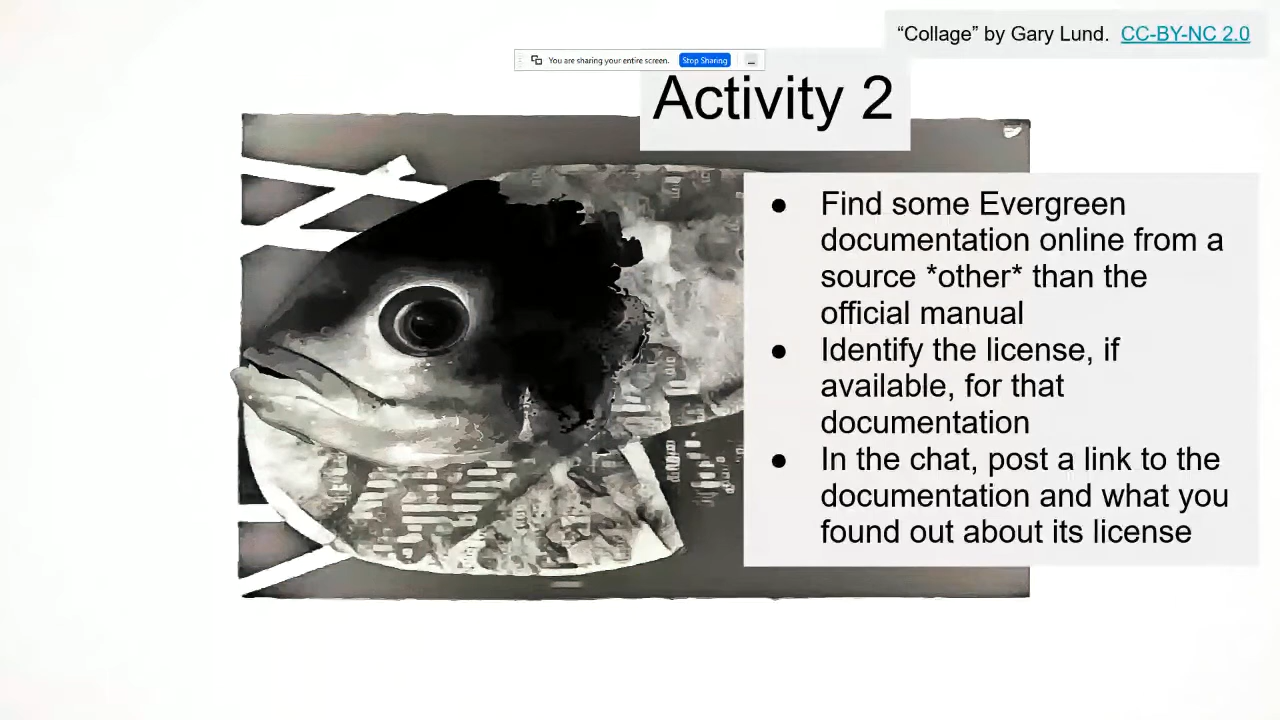 “Collage” by Gary Lund. CC-BY-NC 2.0
You are sharing your entire screen. Stop Sharing
Activity 2
● Find some Evergreen
documentation online from a
source *other* than the
official manual
● Identify the license, if
available, for that
documentation
● In the chat, post a link to the
documentation and what you
found out about its license